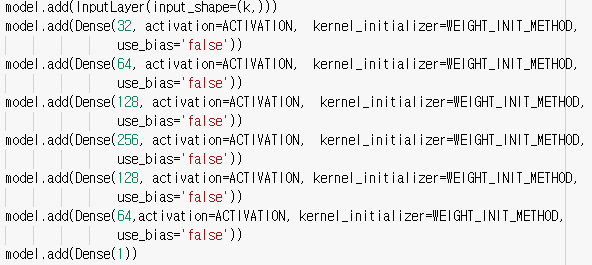 model.add(InputLayer(input_shape=(k,)))
model.add(Dense(32, activation=ACTIVATION,  kernel_initializer=WEIGHT_INIT_METHOD,
                use_bias='false'))
model.add(Dense(64, activation=ACTIVATION,  kernel_initializer=WEIGHT_INIT_METHOD,
                use_bias='false'))
model.add(Dense(128, activation=ACTIVATION,  kernel_initializer=WEIGHT_INIT_METHOD,
                use_bias='false'))
model.add(Dense(256, activation=ACTIVATION,  kernel_initializer=WEIGHT_INIT_METHOD,
                use_bias='false'))
model.add(Dense(128, activation=ACTIVATION, kernel_initializer=WEIGHT_INIT_METHOD,
                use_bias='false'))
model.add(Dense(64,activation=ACTIVATION, kernel_initializer=WEIGHT_INIT_METHOD,
                use_bias='false'))
model.add(Dense(1))